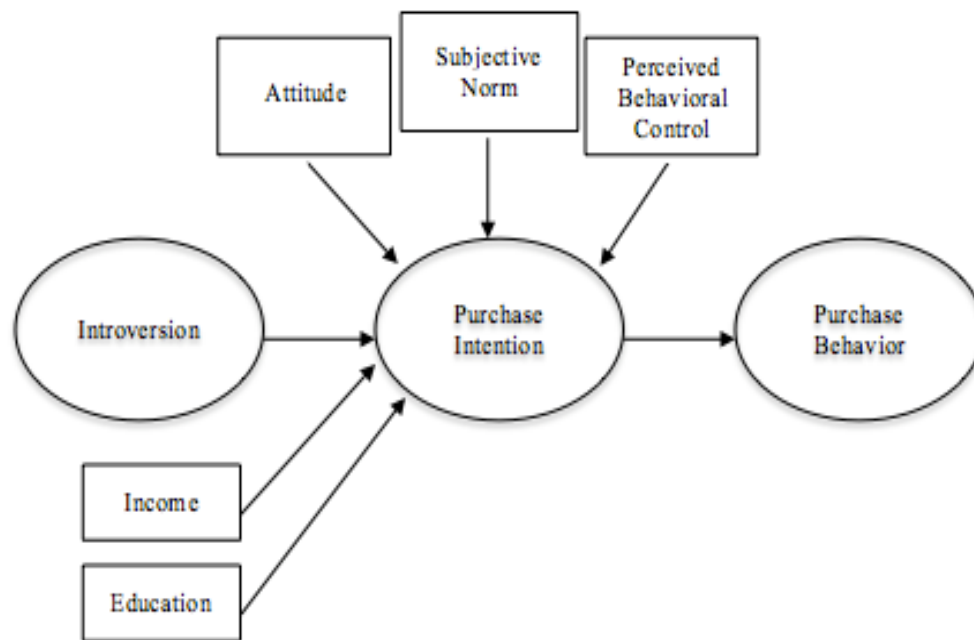 Attitude
Subjective
Norm
Perceived
Behavioral
Control
Introversion
Purchase
Intention
Purchase
Behavior
Income
Education